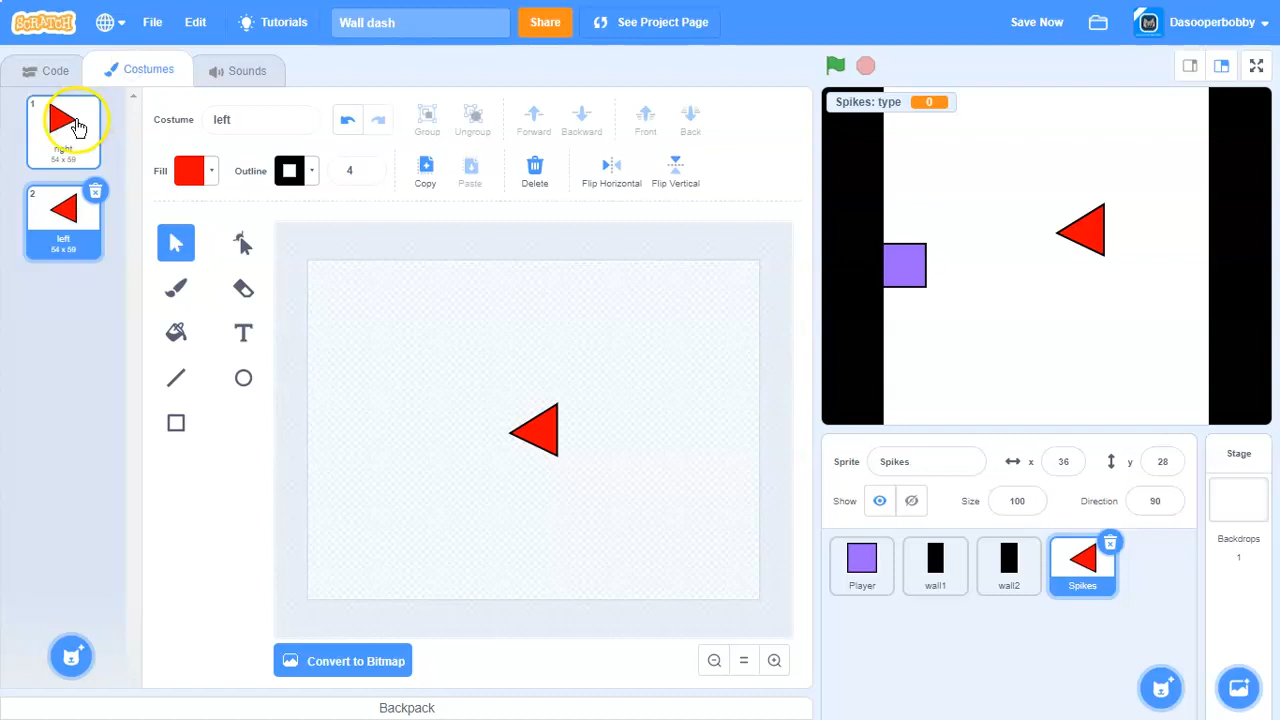 SCRATCH File Edit Tutorials Wall dash Share See Project Page Save Now Dasooperbobby
Code Costumes Sounds
1
right
54 x 59
2
left
54 x 59
Costume left Group Ungroup Forward Backward Front Back
Fill Outline 4 Copy Paste Delete Flip Horizontal Flip Vertical
T
Convert to Bitmap
Backpack
Spikes: type 0
Sprite Spikes x 36 y 28
Show Size 100 Direction 90
Player wall1 wall2 Spikes
Stage
Backdrops
1